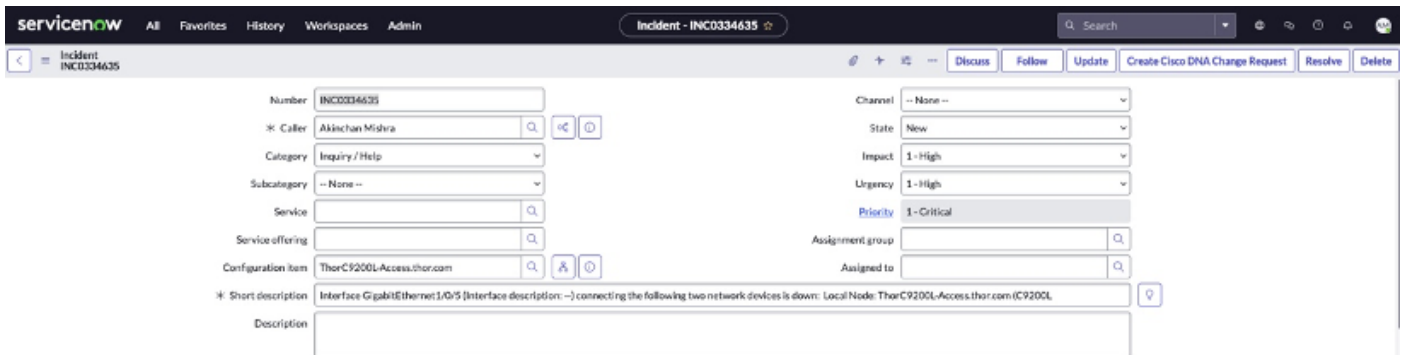 servicenow All Favorites History Workspaces Admin Incident - INC0334635 ☆ Search
Incident
INC0334635
Discuss Follow Update Create Cisco DNA Change Request Resolve Delete
Number INC0334635 Channel -- None --
* Caller Akinchan Mishra State New
Category Inquiry / Help Impact 1 - High
Subcategory -- None -- Urgency 1 - High
Service Priority 1 - Critical
Service offering Assignment group
Configuration item ThorC9200L-Access.thor.com Assigned to
* Short description Interface GigabitEthernet1/0/5 (Interface description: --) connecting the following two network devices is down: Local Node: ThorC9200L-Access.thor.com (C9200L,
Description